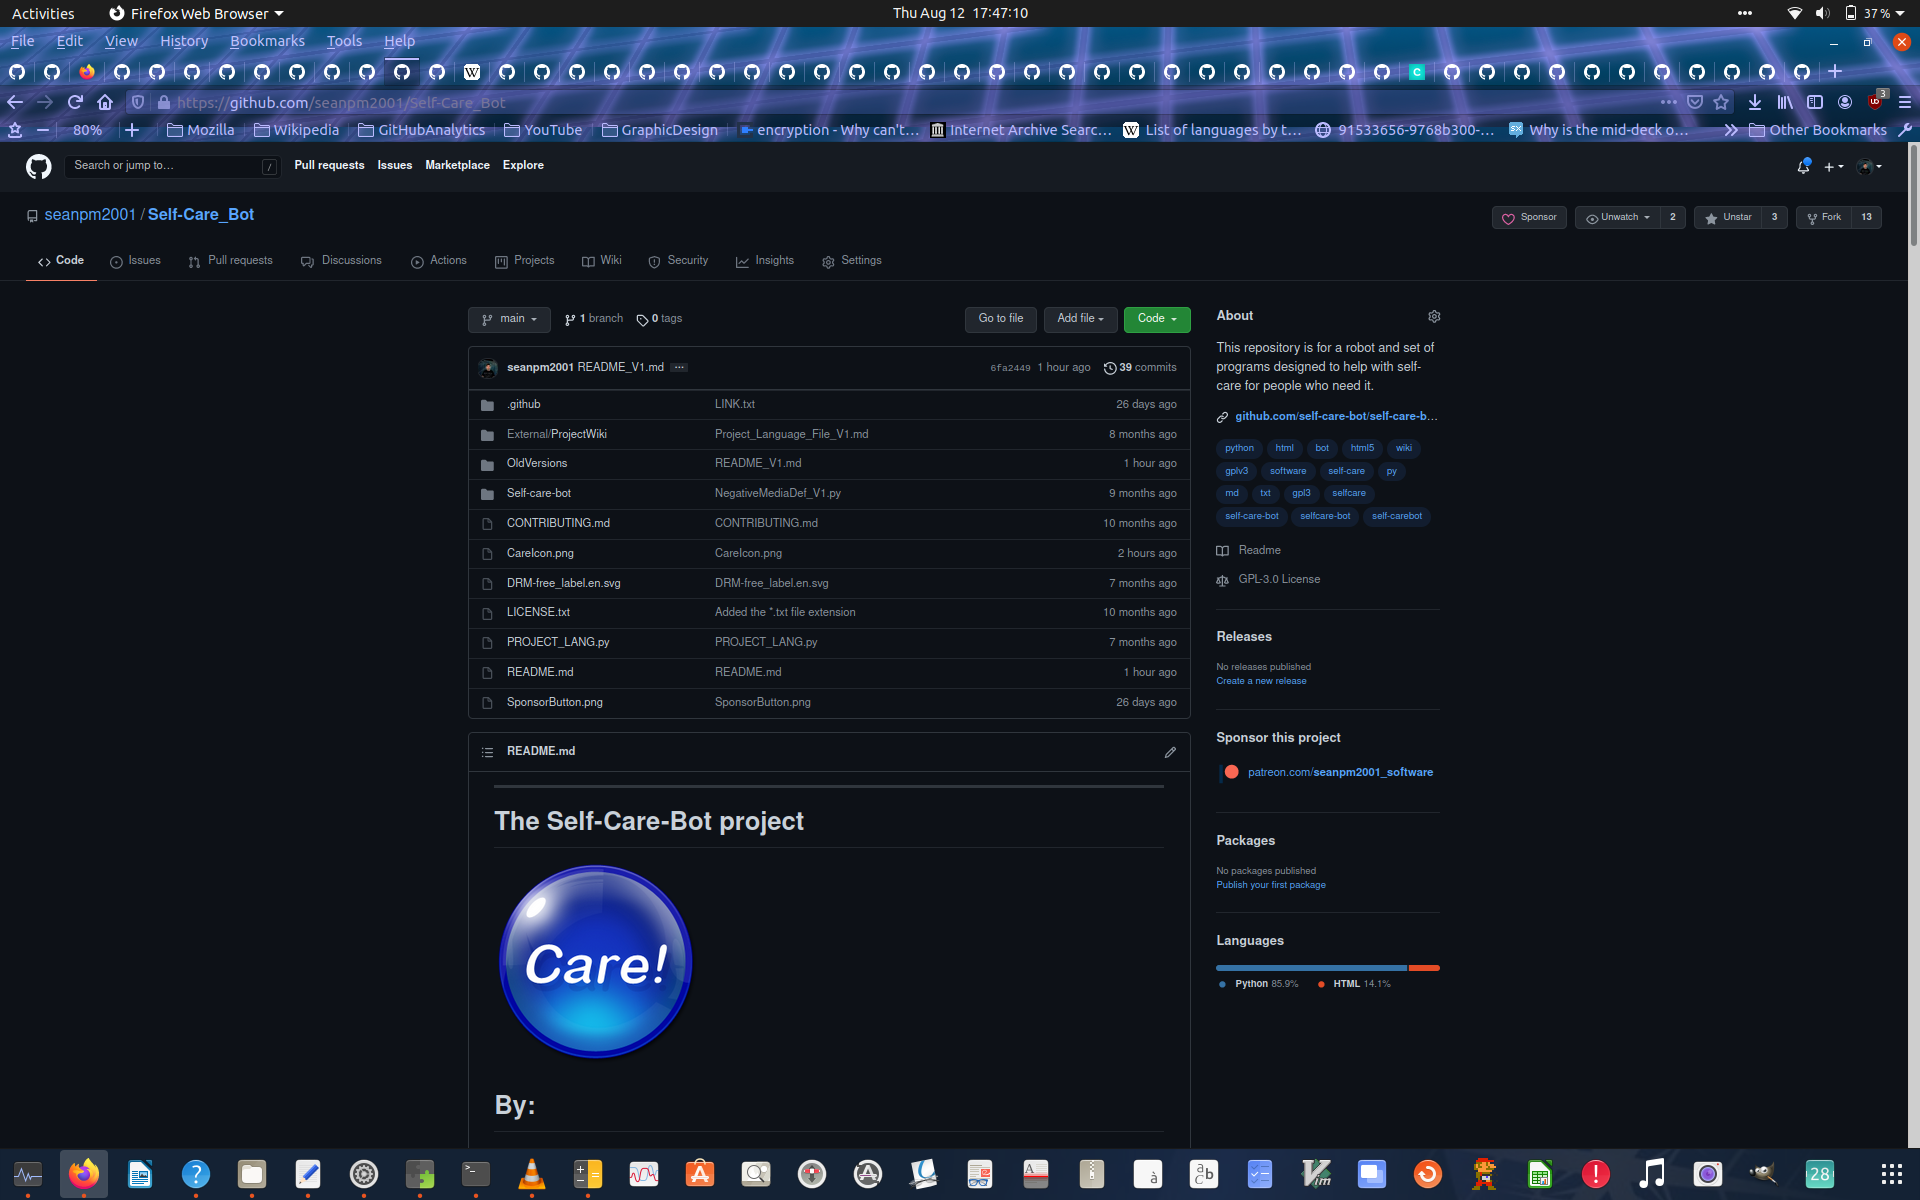 Activities Firefox Web Browser Thu Aug 12 17:47:10 37 %
File Edit View History Bookmarks Tools Help
https://github.com/seanpm2001/Self-Care_Bot 3
80% Mozilla Wikipedia GitHubAnalytics YouTube GraphicDesign encryption - Why can't… Internet Archive Searc… List of languages by t… 91533656-9768b300-… Why is the mid-deck o… Other Bookmarks
Search or jump to… / Pull requests Issues Marketplace Explore
seanpm2001 / Self-Care_Bot Sponsor Unwatch 2 Unstar 3 Fork 13
Code Issues Pull requests Discussions Actions Projects Wiki Security Insights Settings
main 1 branch 0 tags Go to file Add file Code
seanpm2001 README_V1.md 6fa2449 1 hour ago 39 commits
.github LINK.txt 26 days ago
External/ProjectWiki Project_Language_File_V1.md 8 months ago
OldVersions README_V1.md 1 hour ago
Self-care-bot NegativeMediaDef_V1.py 9 months ago
CONTRIBUTING.md CONTRIBUTING.md 10 months ago
CareIcon.png CareIcon.png 2 hours ago
DRM-free_label.en.svg DRM-free_label.en.svg 7 months ago
LICENSE.txt Added the *.txt file extension 10 months ago
PROJECT_LANG.py PROJECT_LANG.py 7 months ago
README.md README.md 1 hour ago
SponsorButton.png SponsorButton.png 26 days ago
README.md
The Self-Care-Bot project
Care!
By:
About
This repository is for a robot and set of
programs designed to help with self-
care for people who need it.
github.com/self-care-bot/self-care-b…
python html bot html5 wiki
gplv3 software self-care py
md txt gpl3 selfcare
self-care-bot selfcare-bot self-carebot
Readme
GPL-3.0 License
Releases
No releases published
Create a new release
Sponsor this project
patreon.com/seanpm2001_software
Packages
No packages published
Publish your first package
Languages
Python 85.9% HTML 14.1%
28